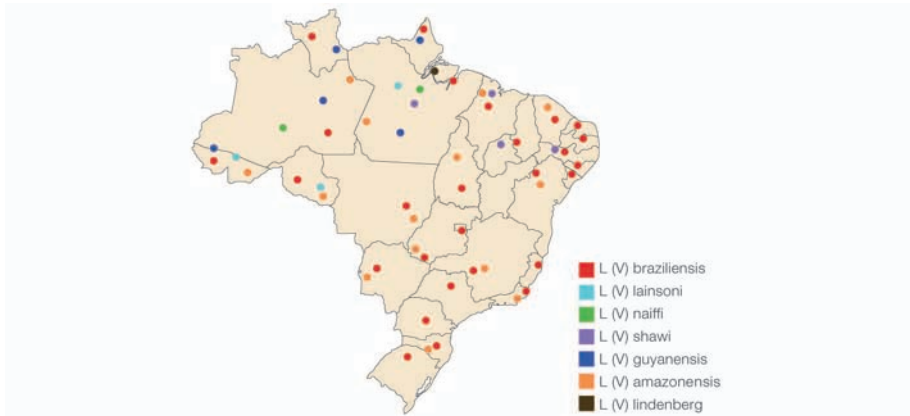 L (V) braziliensis
L (V) lainsoni
L (V) naiffi
L (V) shawi
L (V) guyanensis
L (V) amazonensis
L (V) lindenberg